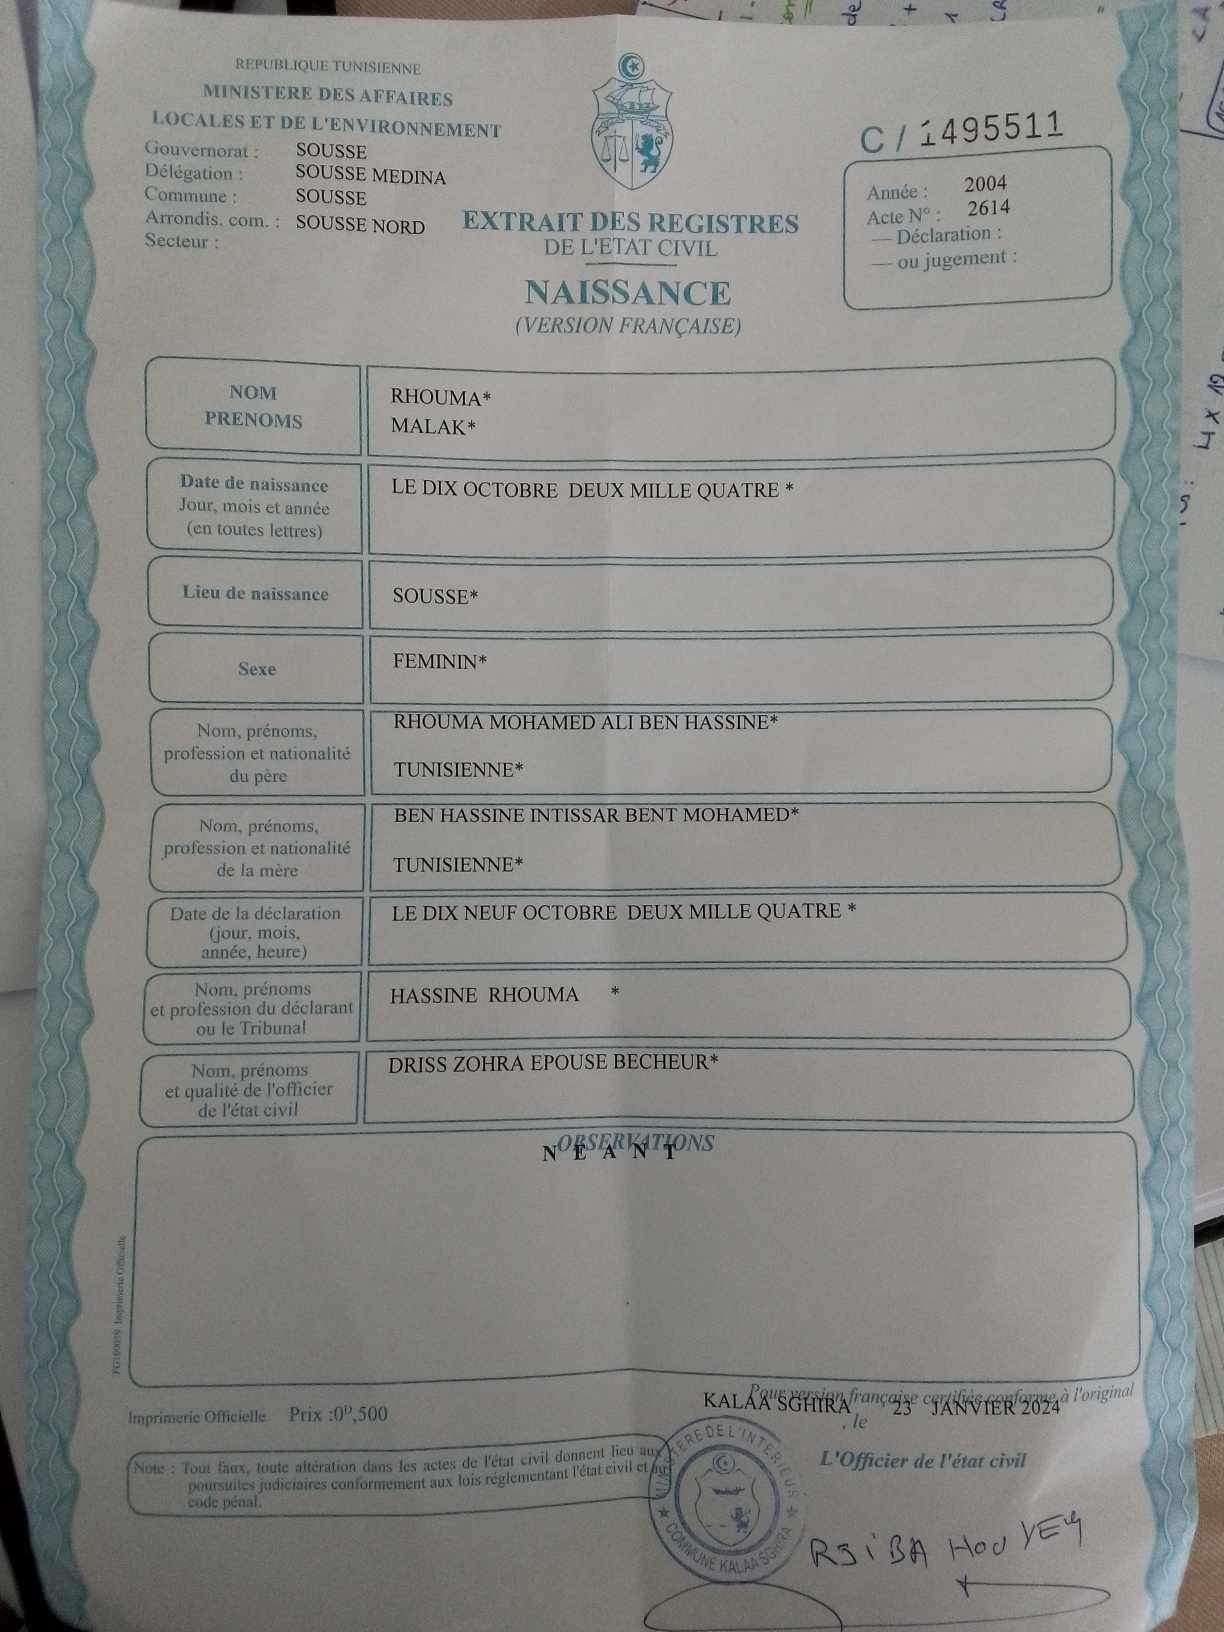 REPUBLIQUE TUNISIENNE
MINISTERE DES AFFAIRES
LOCALES ET DE L'ENVIRONNEMENT
Gouvernorat : SOUSSE
Délégation : SOUSSE MEDINA
Commune : SOUSSE
Arrondis. com. : SOUSSE NORD
Secteur :
EXTRAIT DES REGISTRES
DE L'ETAT CIVIL
NAISSANCE
(VERSION FRANÇAISE)
C / 1495511
Année : 2004
Acte N° : 2614
— Déclaration :
— ou jugement :
NOM
PRENOMS
RHOUMA*
MALAK*
Date de naissance
Jour, mois et année
(en toutes lettres)
LE DIX OCTOBRE DEUX MILLE QUATRE *
Lieu de naissance
SOUSSE*
Sexe
FEMININ*
Nom, prénoms,
profession et nationalité
du père
RHOUMA MOHAMED ALI BEN HASSINE*
TUNISIENNE*
Nom, prénoms,
profession et nationalité
de la mère
BEN HASSINE INTISSAR BENT MOHAMED*
TUNISIENNE*
Date de la déclaration
(jour, mois,
année, heure)
LE DIX NEUF OCTOBRE DEUX MILLE QUATRE *
Nom, prénoms
et profession du déclarant
ou le Tribunal
HASSINE RHOUMA *
Nom, prénoms
et qualité de l'officier
de l'état civil
DRISS ZOHRA EPOUSE BECHEUR*
OBSERVATIONS
N E A N T
Imprimerie Officielle
Pour version française certifiée conforme à l'original
KALAA SGHIRA , le 23 JANVIER 2024
Imprimerie Officielle Prix :0ᴰ,500
L'Officier de l'état civil
Note : Tout faux, toute altération dans les actes de l'état civil donnent lieu aux
poursuites judiciaires conformement aux lois réglementant l'état civil et au
code pénal.
MINISTERE DE L'INTERIEUR
COMMUNE KALAA SGHIRA
RJIBA HOUYEM
4 x 19